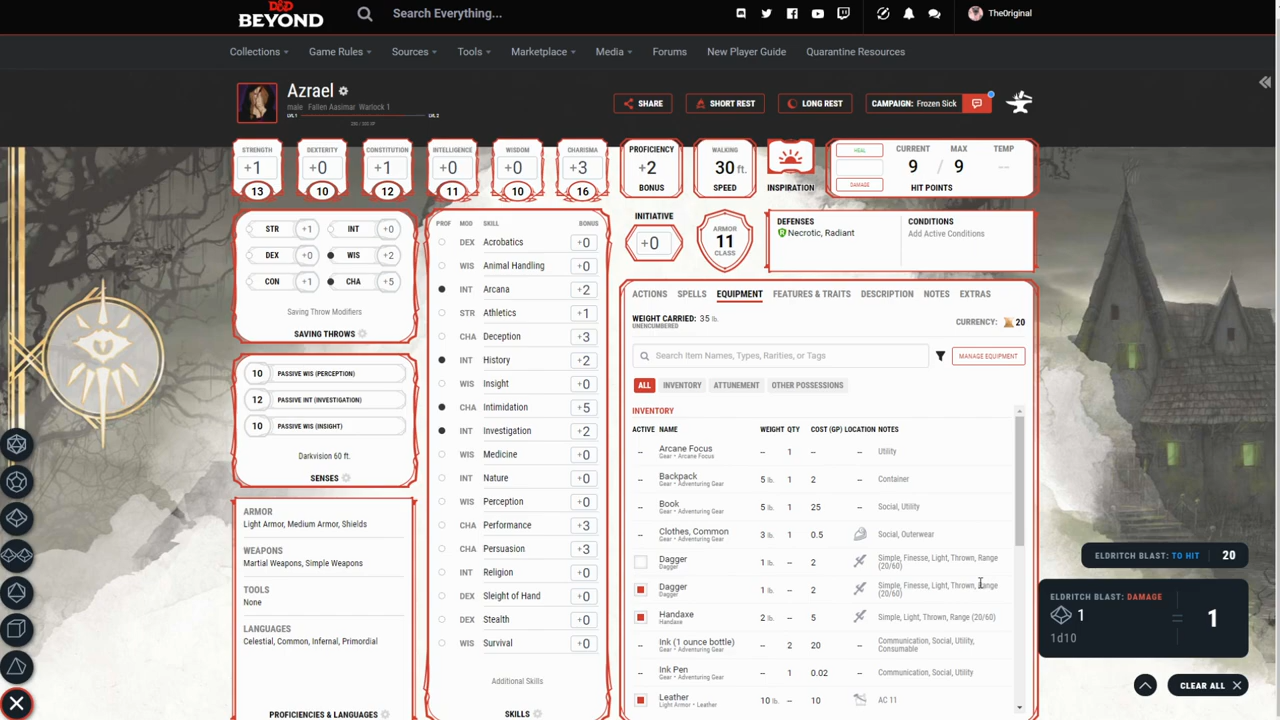 D&D
BEYOND
Search Everything...
TheOriginal
Collections
Game Rules
Sources
Tools
Marketplace
Media
Forums
New Player Guide
Quarantine Resources
Azrael
male Fallen Aasimar Warlock 1
LVL 1
LVL 2
SHARE
SHORT REST
LONG REST
CAMPAIGN: Frozen Sick
STRENGTH
+1
13
DEXTERITY
+0
10
CONSTITUTION
+1
12
INTELLIGENCE
+0
11
WISDOM
+0
10
CHARISMA
+3
16
PROFICIENCY
+2
BONUS
WALKING
30 ft.
SPEED
INSPIRATION
HEAL
DAMAGE
CURRENT MAX TEMP
9 / 9 --
HIT POINTS
STR +1 INT +0
DEX +0 WIS +2
CON +1 CHA +5
Saving Throw Modifiers
SAVING THROWS
10 PASSIVE WIS (PERCEPTION)
12 PASSIVE INT (INVESTIGATION)
10 PASSIVE WIS (INSIGHT)
Darkvision 60 ft.
SENSES
ARMOR
Light Armor, Medium Armor, Shields
WEAPONS
Martial Weapons, Simple Weapons
TOOLS
None
LANGUAGES
Celestial, Common, Infernal, Primordial
PROFICIENCIES & LANGUAGES
PROF MOD SKILL BONUS
DEX Acrobatics +0
WIS Animal Handling +0
INT Arcana +2
STR Athletics +1
CHA Deception +3
INT History +2
WIS Insight +0
CHA Intimidation +5
INT Investigation +2
WIS Medicine +0
INT Nature +0
WIS Perception +0
CHA Performance +3
CHA Persuasion +3
INT Religion +0
DEX Sleight of Hand +0
DEX Stealth +0
WIS Survival +0
Additional Skills
SKILLS
INITIATIVE
+0
ARMOR
11
CLASS
DEFENSES
Necrotic, Radiant
CONDITIONS
Add Active Conditions
ACTIONS SPELLS EQUIPMENT FEATURES & TRAITS DESCRIPTION NOTES EXTRAS
WEIGHT CARRIED: 35 lb.
UNENCUMBERED
CURRENCY: 20
Search Item Names, Types, Rarities, or Tags
MANAGE EQUIPMENT
ALL INVENTORY ATTUNEMENT OTHER POSSESSIONS
INVENTORY
ACTIVE NAME WEIGHT QTY COST (GP) LOCATION NOTES
-- Arcane Focus -- 1 -- -- Utility
Gear • Arcane Focus
-- Backpack 5 lb. 1 2 -- Container
Gear • Adventuring Gear
-- Book 5 lb. 1 25 -- Social, Utility
Gear • Adventuring Gear
-- Clothes, Common 3 lb. 1 0.5 Social, Outerwear
Gear • Adventuring Gear
Dagger 1 lb. -- 2 Simple, Finesse, Light, Thrown, Range
Dagger (20/60)
Dagger 1 lb. -- 2 Simple, Finesse, Light, Thrown, Range
Dagger (20/60)
Handaxe 2 lb. -- 5 Simple, Light, Thrown, Range (20/60)
Handaxe
-- Ink (1 ounce bottle) -- 2 20 -- Communication, Social, Utility,
Gear • Adventuring Gear Consumable
-- Ink Pen -- 1 0.02 -- Communication, Social, Utility
Gear • Adventuring Gear
Leather 10 lb. -- 10 AC 11
Light Armor • Leather
ELDRITCH BLAST: TO HIT 20
ELDRITCH BLAST: DAMAGE
1 = 1
1d10
CLEAR ALL